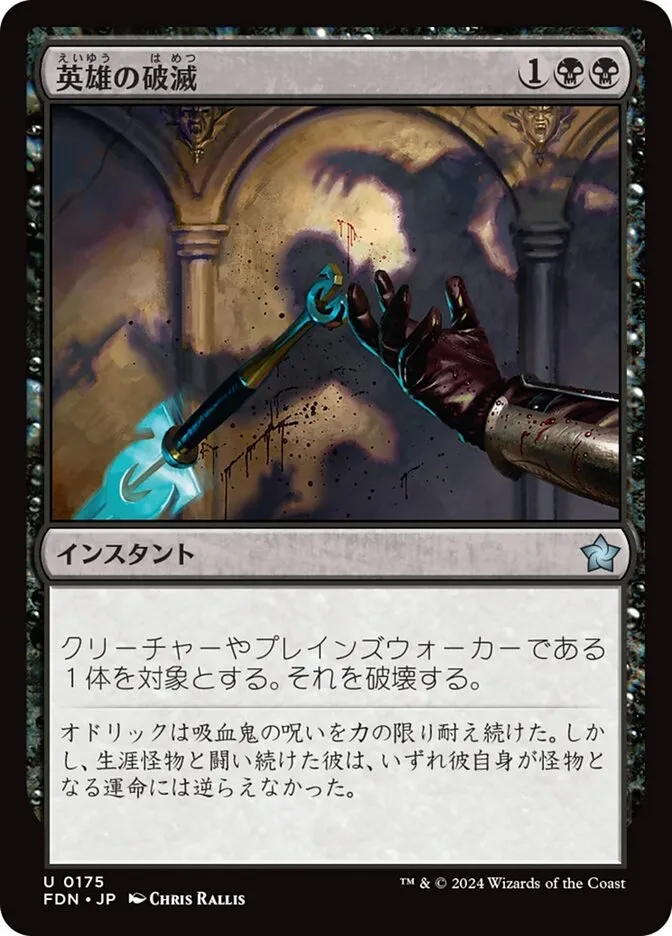 えいゆう はめつ
英雄の破滅 1
インスタント
クリーチャーやプレインズウォーカーである
1体を対象とする。それを破壊する。
オドリックは吸血鬼の呪いを力の限り耐え続けた。しか
し、生涯怪物と闘い続けた彼は、いずれ彼自身が怪物と
なる運命には逆らえなかった。
U 0175
FDN • JP Chris Rallis
™ & © 2024 Wizards of the Coast